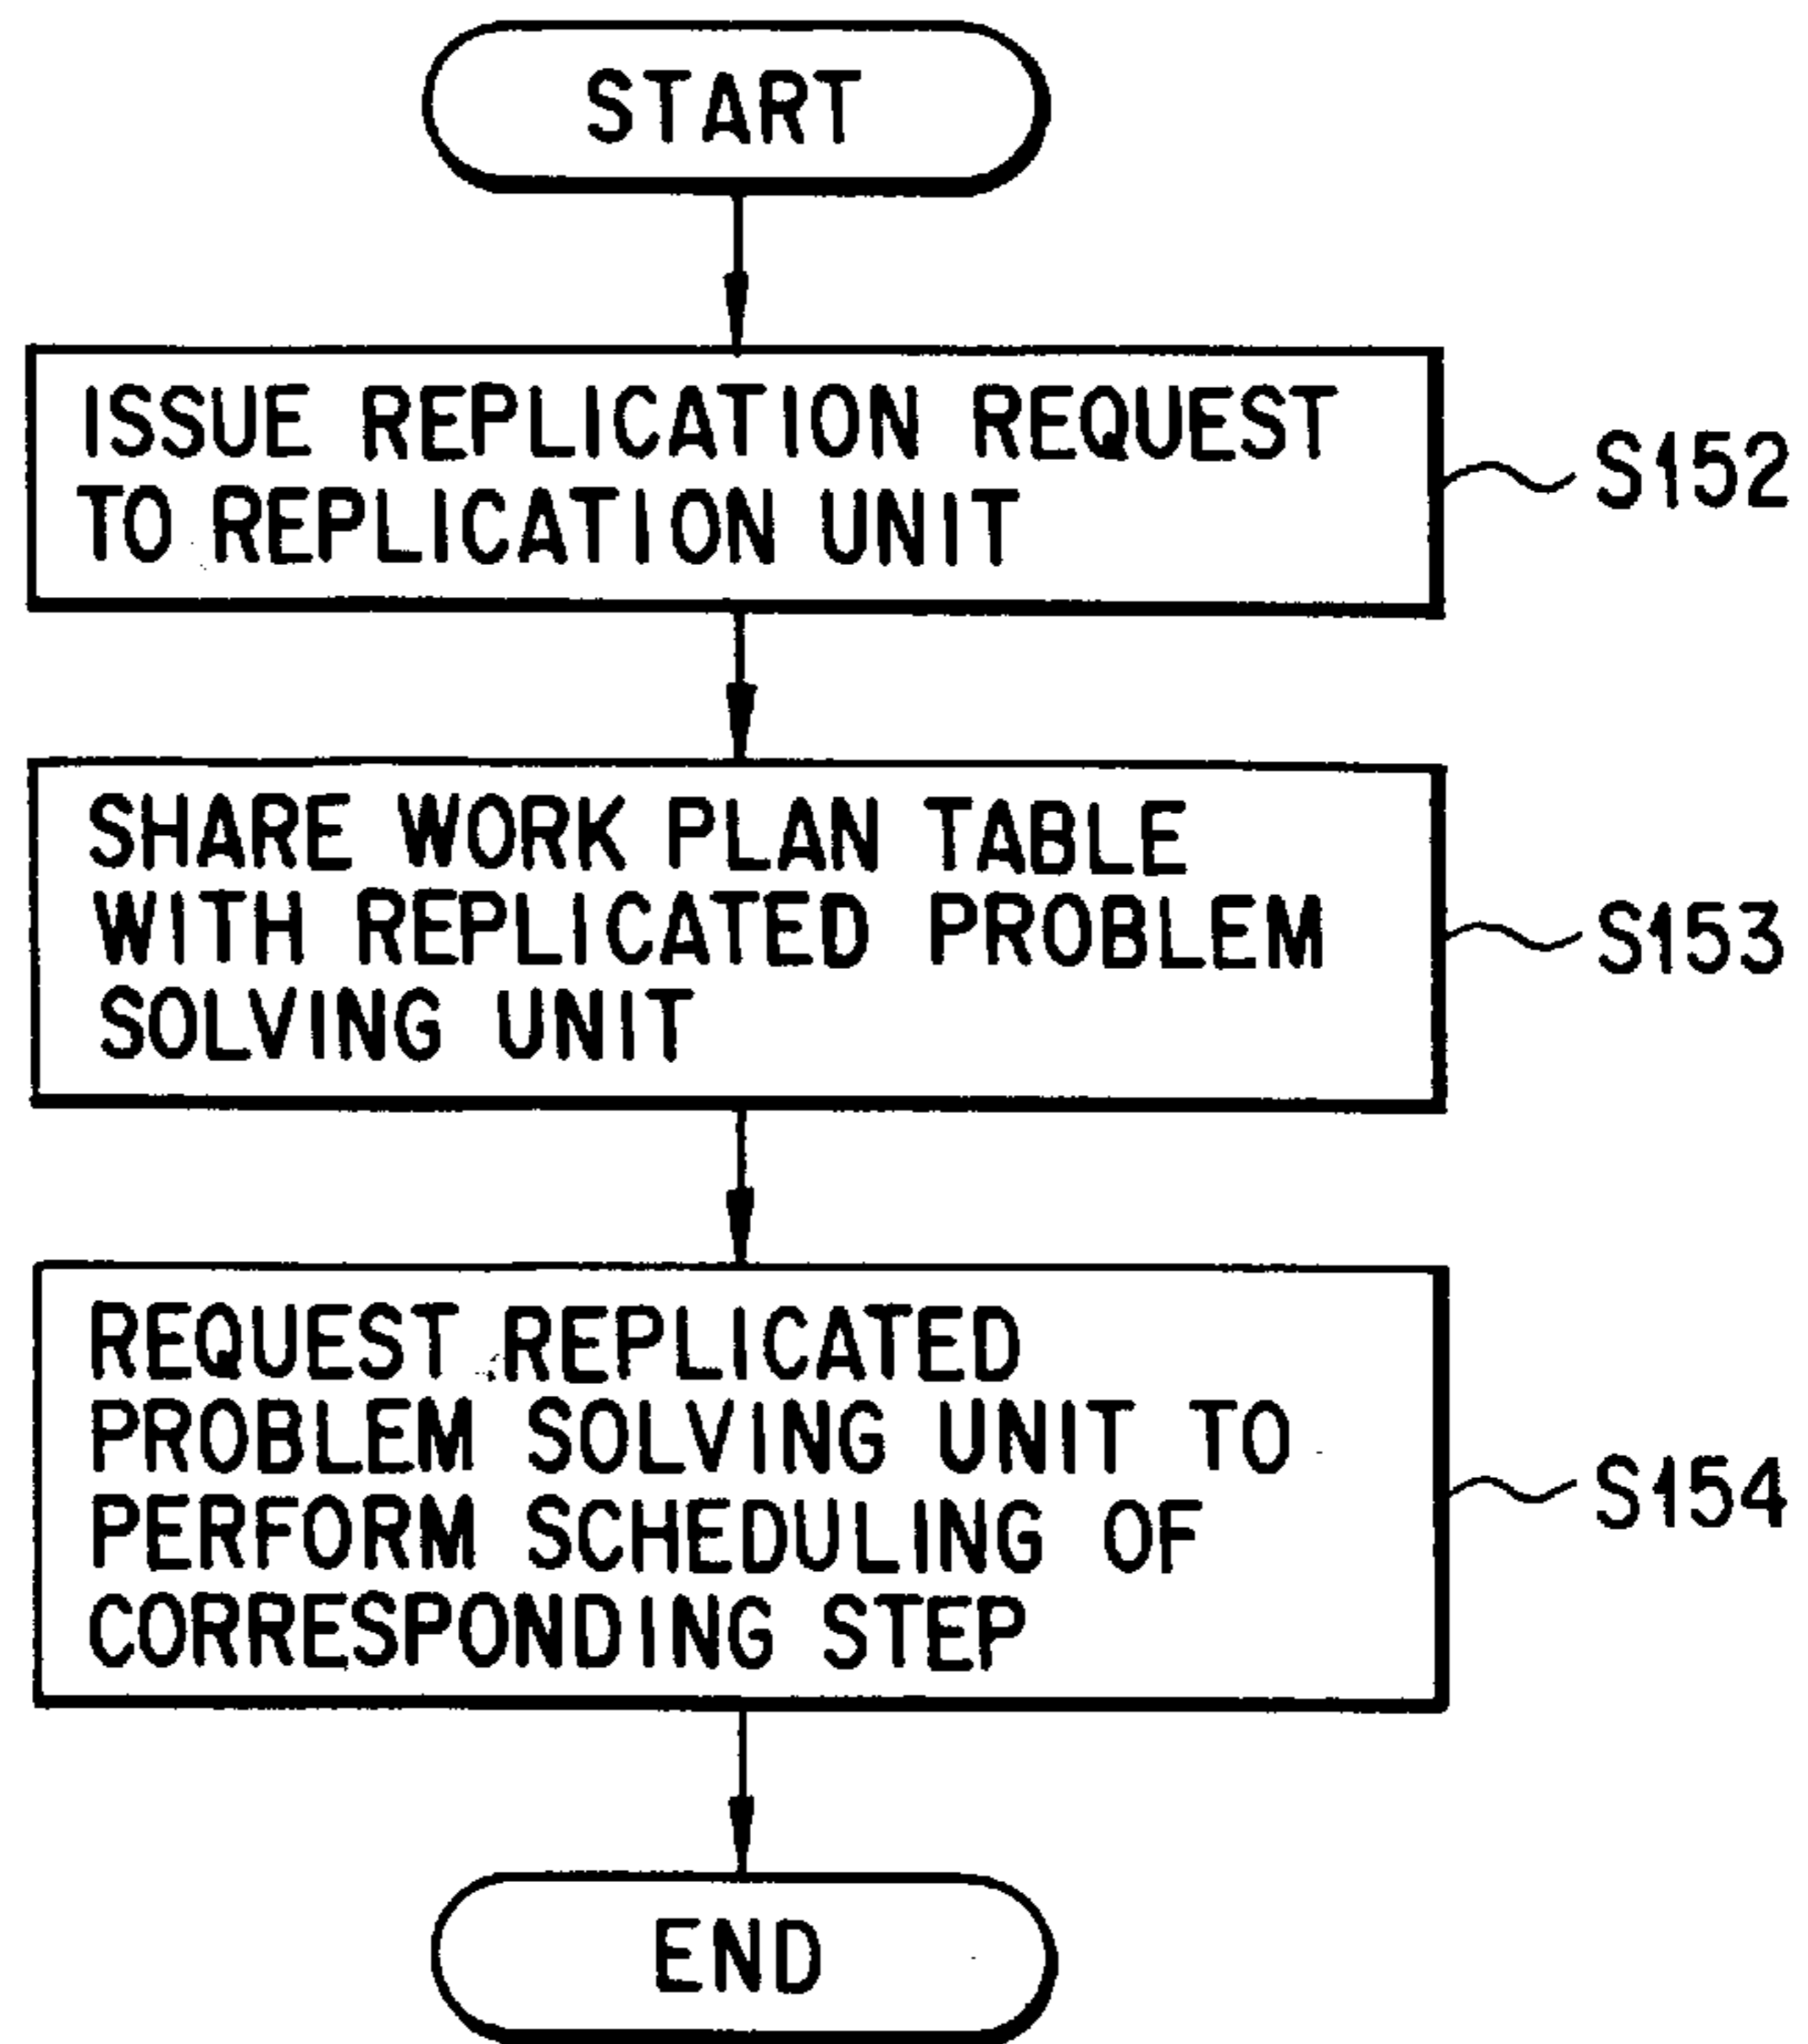 START
ISSUE REPLICATION REQUEST
TO REPLICATION UNIT
S152
SHARE WORK PLAN TABLE
WITH REPLICATED PROBLEM
SOLVING UNIT
S153
REQUEST REPLICATED
PROBLEM SOLVING UNIT TO
PERFORM SCHEDULING OF
CORRESPONDING STEP
S154
END